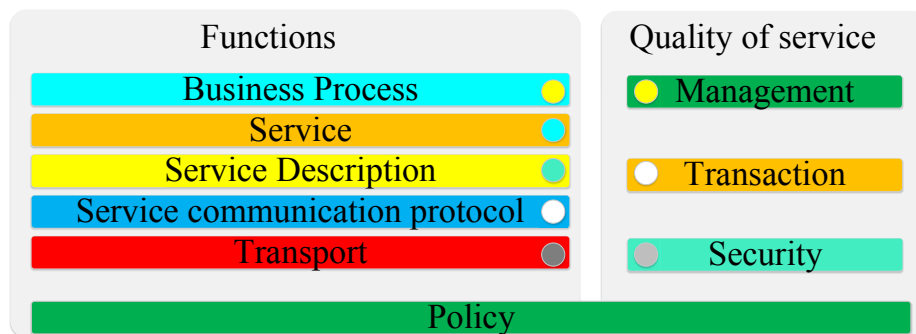 Functions
Business Process
Service
Service Description
Service communication protocol
Transport
Quality of service
Management
Transaction
Security
Policy